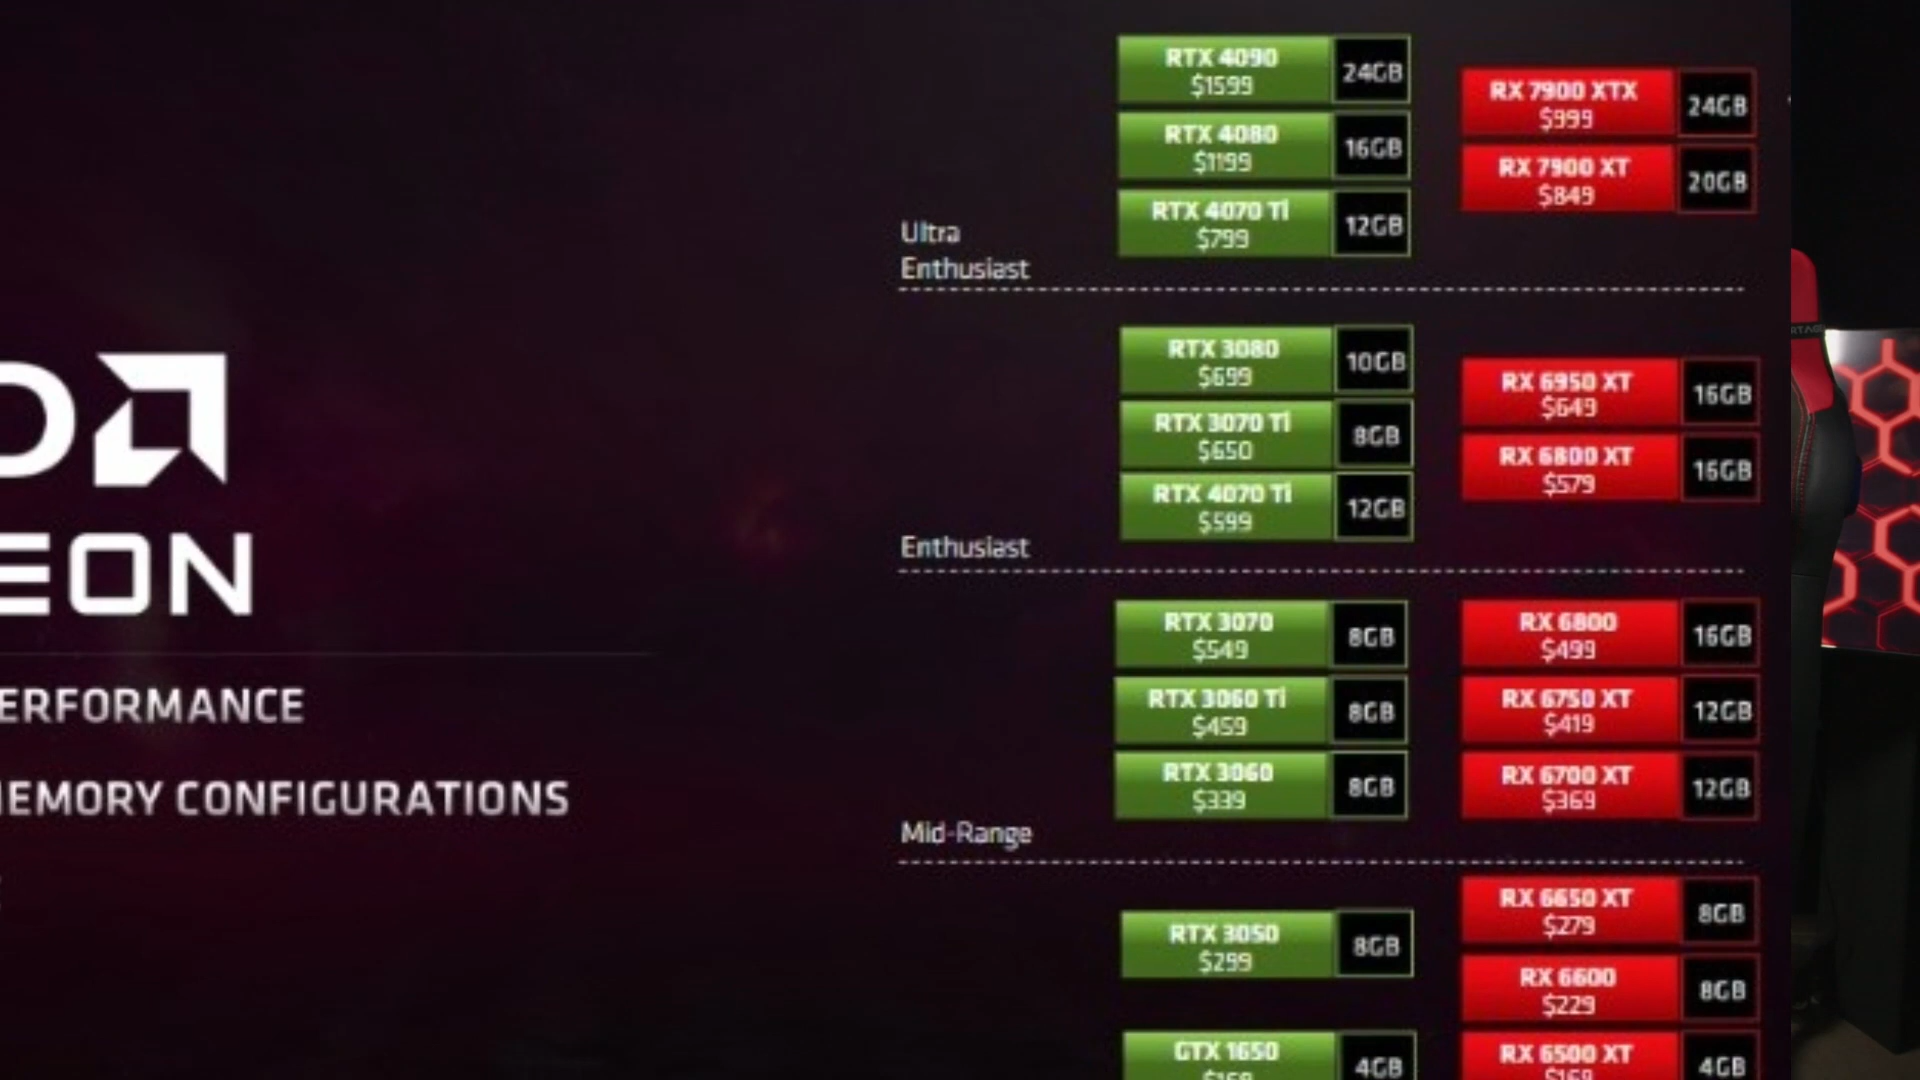 D
EON
ERFORMANCE
EMORY CONFIGURATIONS
Ultra
Enthusiast
RTX 4090
$1599
24GB
RTX 4080
$1199
16GB
RTX 4070 Ti
$799
12GB
RX 7900 XTX
$999
24GB
RX 7900 XT
$849
20GB
Enthusiast
RTX 3080
$699
10GB
RTX 3070 Ti
$650
8GB
RTX 4070 Ti
$599
12GB
RX 6950 XT
$649
16GB
RX 6800 XT
$579
16GB
Mid-Range
RTX 3070
$549
8GB
RTX 3060 Ti
$459
8GB
RTX 3060
$339
8GB
RX 6800
$499
16GB
RX 6750 XT
$419
12GB
RX 6700 XT
$369
12GB
RTX 3050
$299
8GB
GTX 1650
4GB
RX 6650 XT
$279
8GB
RX 6600
$229
8GB
RX 6500 XT
$169
4GB